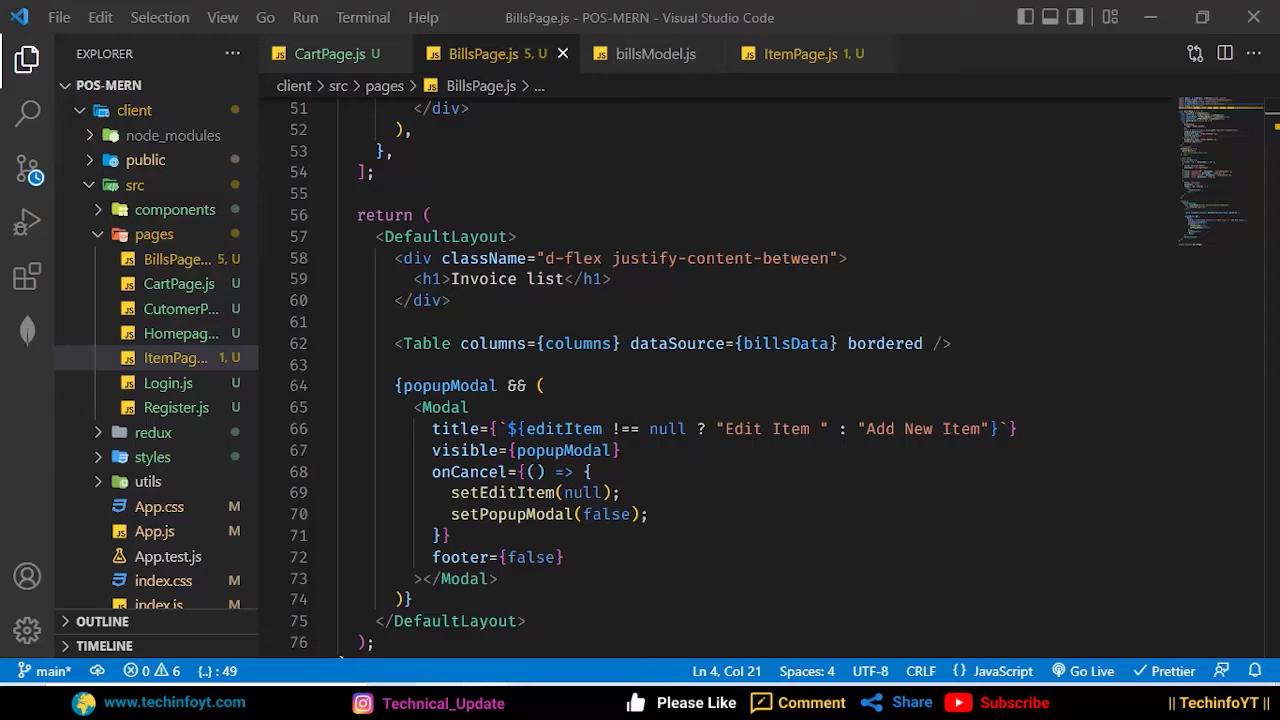 File Edit Selection View Go Run Terminal Help BillsPage.js - POS-MERN - Visual Studio Code
EXPLORER
CartPage.js U BillsPage.js 5, U billsModel.js ItemPage.js 1, U
POS-MERN
client > src > pages > BillsPage.js > ...
client
node_modules
public
src
components
pages
BillsPage... 5, U
CartPage.js U
CutomerP... U
Homepag... U
ItemPag... 1, U
Login.js U
Register.js U
redux
styles
utils
App.css M
App.js M
App.test.js
index.css M
index.js M
OUTLINE
TIMELINE
51 </div>
52 ),
53 },
54 ];
55
56 return (
57 <DefaultLayout>
58 <div className="d-flex justify-content-between">
59 <h1>Invoice list</h1>
60 </div>
61
62 <Table columns={columns} dataSource={billsData} bordered />
63
64 {popupModal && (
65 <Modal
66 title={`${editItem !== null ? "Edit Item " : "Add New Item"}`}
67 visible={popupModal}
68 onCancel={() => {
69 setEditItem(null);
70 setPopupModal(false);
71 }}
72 footer={false}
73 ></Modal>
74 )}
75 </DefaultLayout>
76 );
main* 0 6 {..} : 49 Ln 4, Col 21 Spaces: 4 UTF-8 CRLF {} JavaScript Go Live Prettier
www.techinfoyt.com Technical_Update Please Like Comment Share Subscribe || TechinfoYT ||